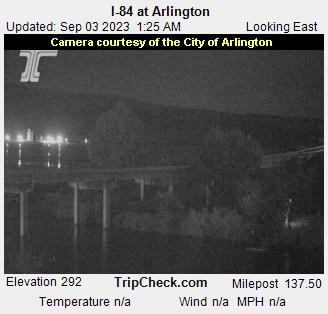 I-84 at Arlington
Updated: Sep 03 2023 1:25 AM Looking East
Camera courtesy of the City of Arlington
Elevation 292 TripCheck.com Milepost 137.50
Temperature n/a Wind n/a MPH n/a